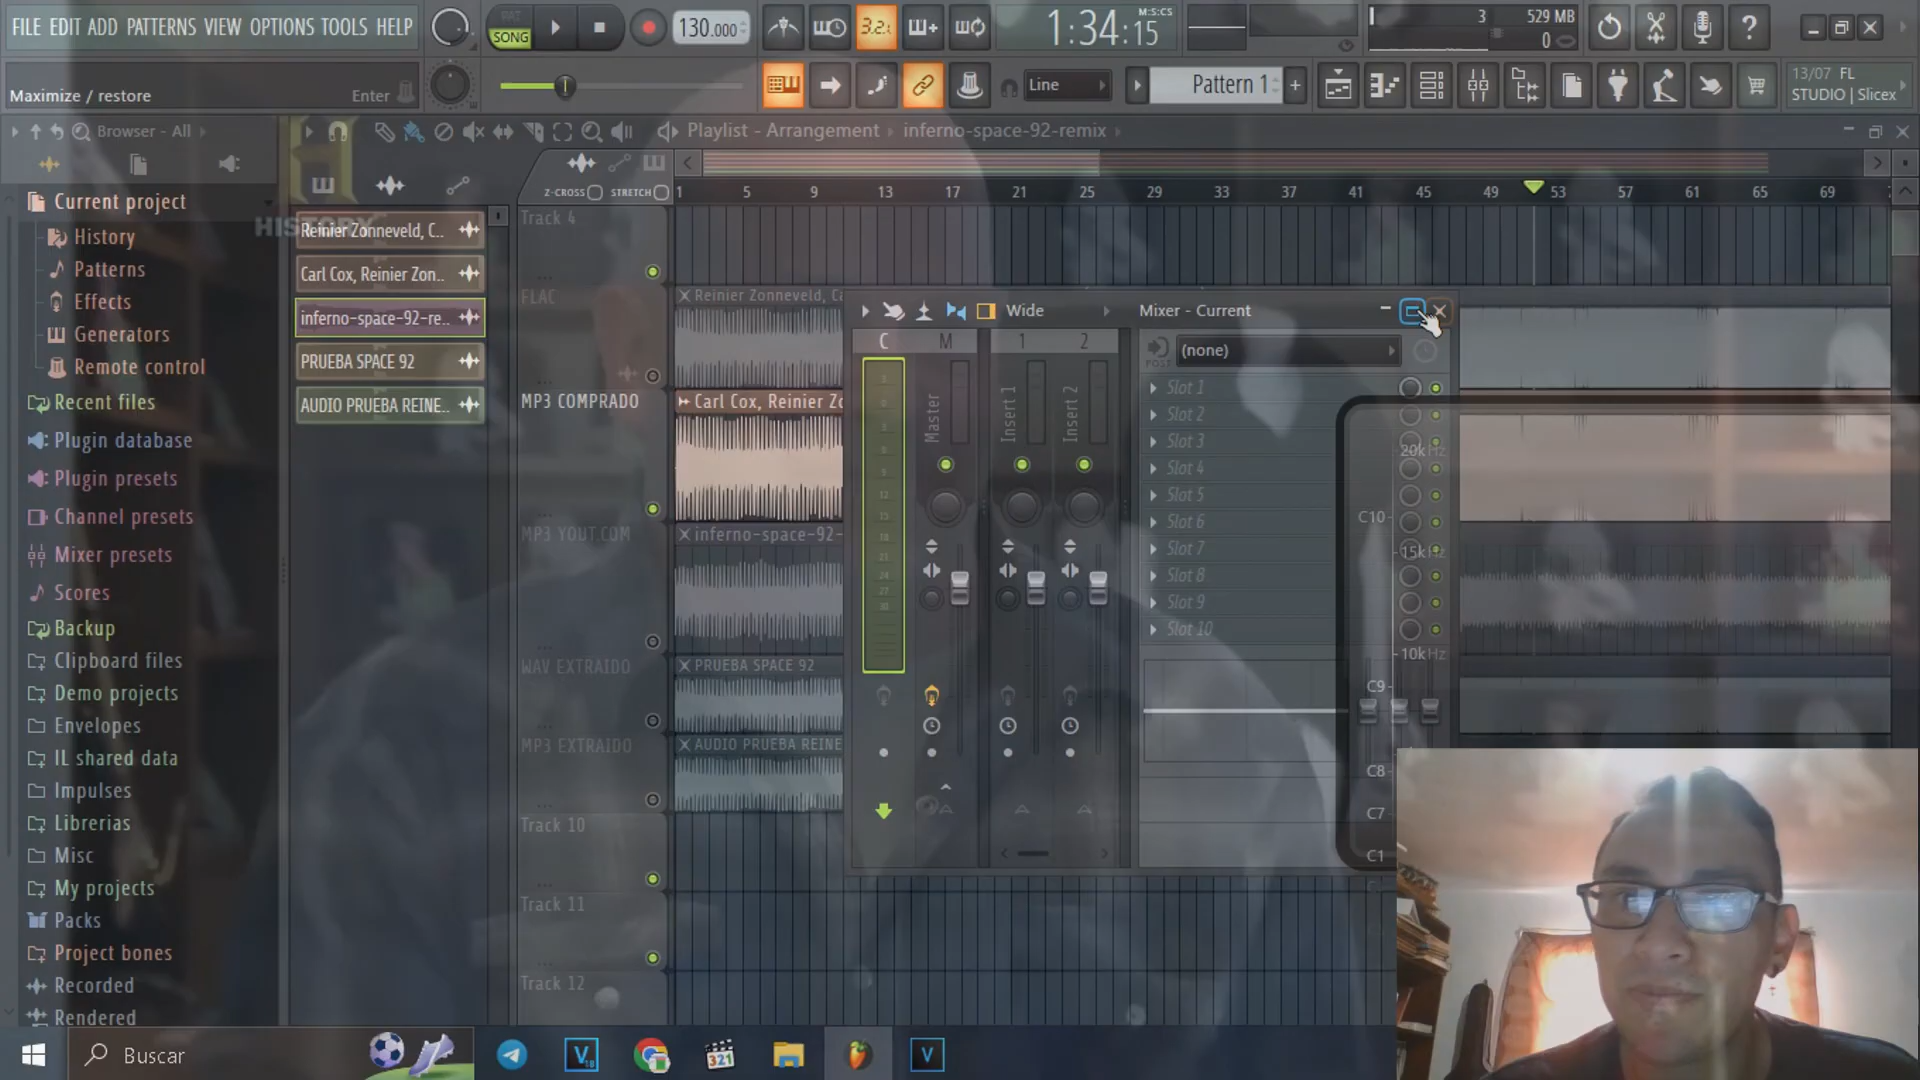 FILE EDIT ADD PATTERNS VIEW OPTIONS TOOLS HELP
PAT
SONG
130.000
3.2.
1:34:15
M:S:CS
3
529 MB
0
Maximize / restore
Enter
Line
Pattern 1
13/07 FL
STUDIO | Slicex
Browser - All
Playlist - Arrangement
inferno-space-92-remix
Z-CROSS
STRETCH
1 5 9 13 17 21 25 29 33 37 41 45 49 53 57 61 65 69
Current project
History
Patterns
Effects
Generators
Remote control
Recent files
Plugin database
Plugin presets
Channel presets
Mixer presets
Scores
Backup
Clipboard files
Demo projects
Envelopes
IL shared data
Impulses
Librerias
Misc
My projects
Packs
Project bones
Recorded
Rendered
HISTORY
Reinier Zonneveld, C..
Carl Cox, Reinier Zon..
inferno-space-92-re..
PRUEBA SPACE 92
AUDIO PRUEBA REINE..
Track 4
FLAC
MP3 COMPRADO
MP3 YOUT.COM
WAV EXTRAIDO
MP3 EXTRAIDO
Track 10
Track 11
Track 12
Reinier Zonneveld, Ca
Carl Cox, Reinier Zo
inferno-space-92-
PRUEBA SPACE 92
AUDIO PRUEBA REINE
Wide
Mixer - Current
C M 1 2
Master
Insert 1
Insert 2
POST
(none)
Slot 1
Slot 2
Slot 3
Slot 4
Slot 5
Slot 6
Slot 7
Slot 8
Slot 9
Slot 10
20kHz
C10
15kHz
10kHz
C9
C8
C7
Buscar